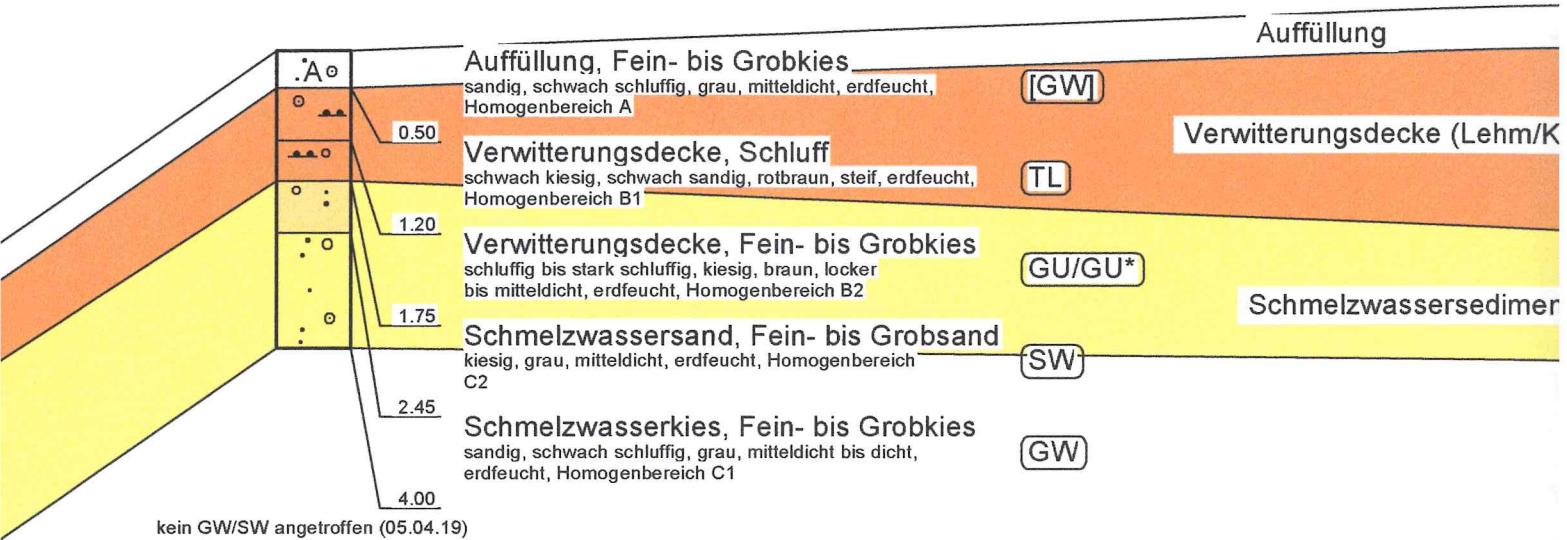 Auffüllung
A
Auffüllung, Fein- bis Grobkies
sandig, schwach schluffig, grau, mitteldicht, erdfeucht,
Homogenbereich A
[GW]
0.50
Verwitterungsdecke (Lehm/K
Verwitterungsdecke, Schluff
schwach kiesig, schwach sandig, rotbraun, steif, erdfeucht,
Homogenbereich B1
TL
1.20
Verwitterungsdecke, Fein- bis Grobkies
schluffig bis stark schluffig, kiesig, braun, locker
bis mitteldicht, erdfeucht, Homogenbereich B2
GU/GU*
1.75
Schmelzwassersedimen
Schmelzwassersand, Fein- bis Grobsand
kiesig, grau, mitteldicht, erdfeucht, Homogenbereich
C2
SW
2.45
Schmelzwasserkies, Fein- bis Grobkies
sandig, schwach schluffig, grau, mitteldicht bis dicht,
erdfeucht, Homogenbereich C1
GW
4.00
kein GW/SW angetroffen (05.04.19)